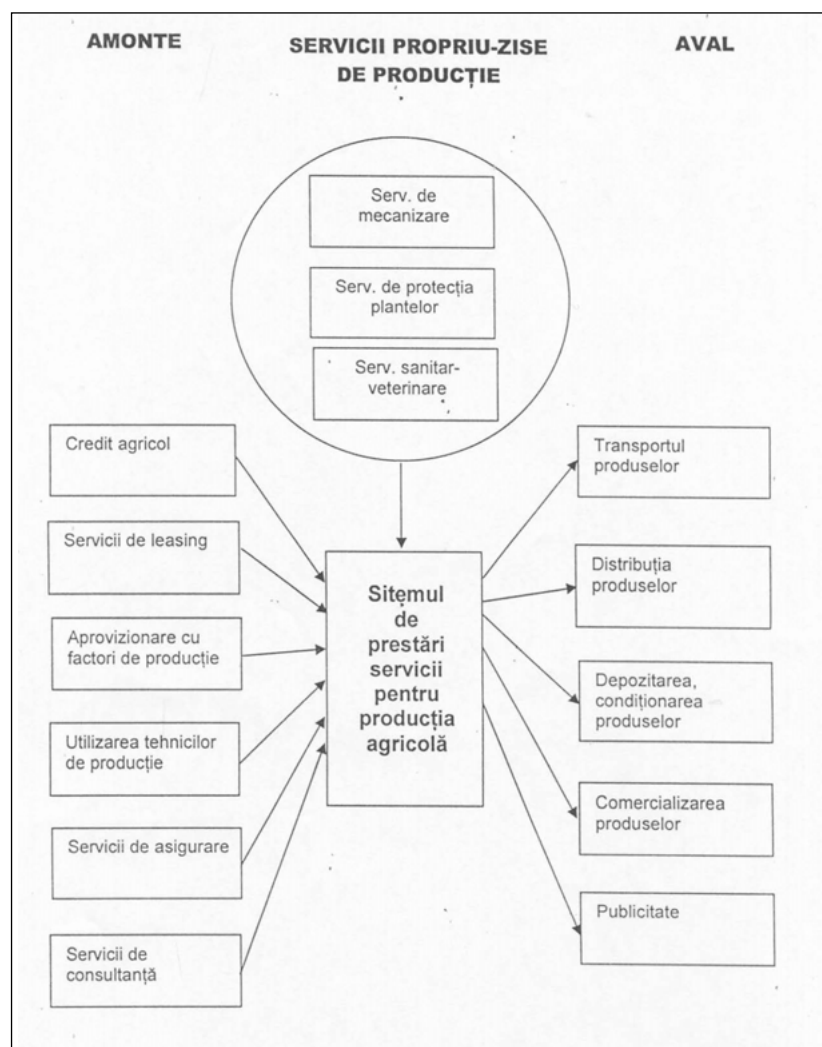 AMONTE
SERVICII PROPRIU-ZISE
DE PRODUCȚIE
AVAL
Serv. de
mecanizare
Serv. de protecția
plantelor
Serv. sanitar-
veterinare
Credit agricol
Servicii de leasing
Aprovizionare cu
factori de producție
Utilizarea tehnicilor
de producție
Servicii de asigurare
Servicii de
consultanță
Sitemul
de
prestări
servicii
pentru
producția
agricolă
Transportul
produselor
Distribuția
produselor
Depozitarea,
condiționarea
produselor
Comercializarea
produselor
Publicitate